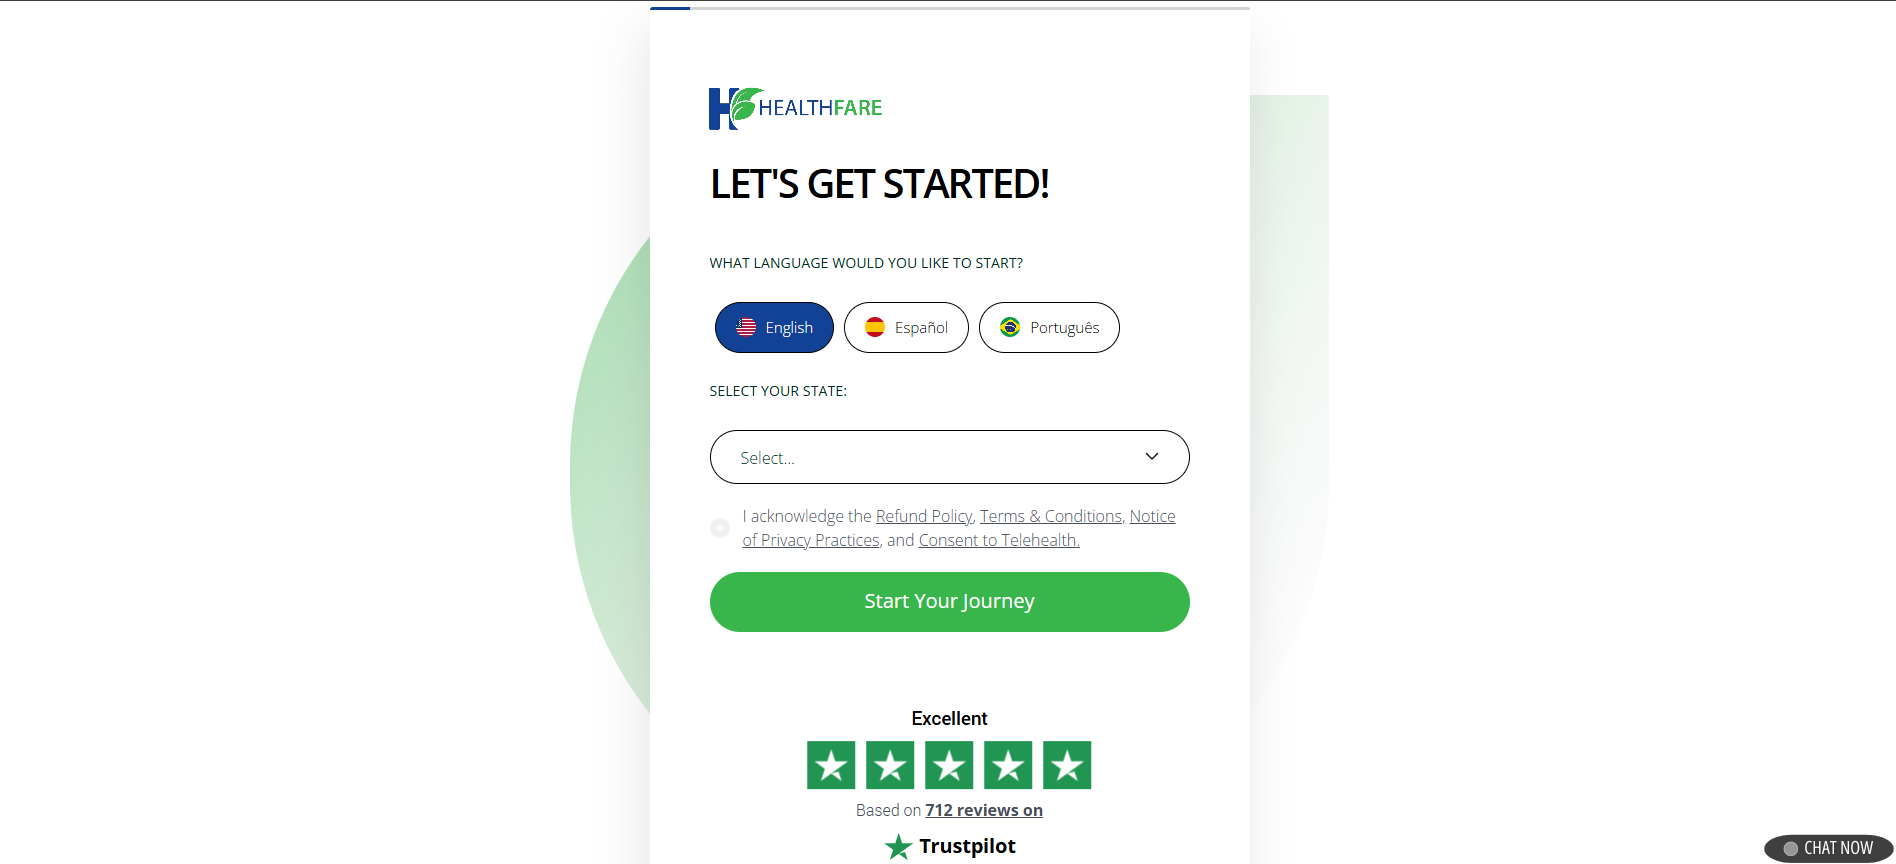 HEALTHFARE
LET'S GET STARTED!
WHAT LANGUAGE WOULD YOU LIKE TO START?
English Español Português
SELECT YOUR STATE:
Select...
I acknowledge the Refund Policy, Terms & Conditions, Notice
of Privacy Practices, and Consent to Telehealth.
Start Your Journey
Excellent
Based on 712 reviews on
Trustpilot
CHAT NOW